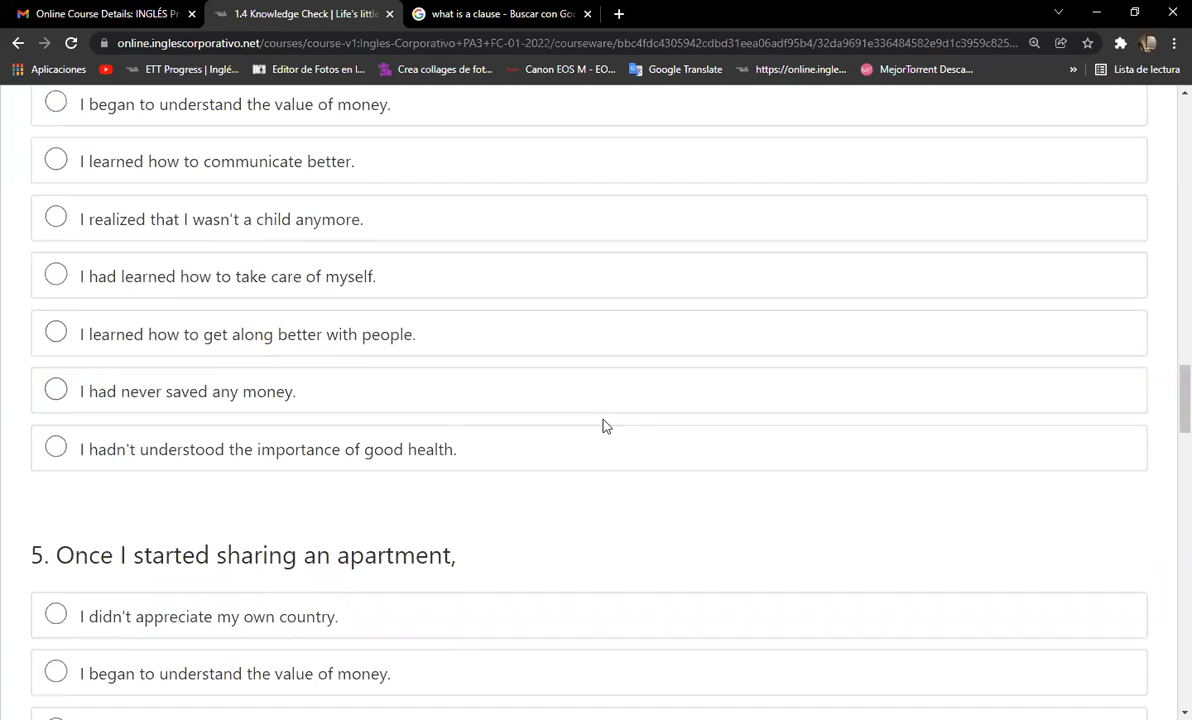 Online Course Details: INGLÉS Pr
1.4 Knowledge Check | Life's little
what is a clause - Buscar con Goo
online.inglescorporativo.net/courses/course-v1:Ingles-Corporativo+PA3+FC-01-2022/courseware/bbc4fdc4305942cdbd31eea06adf95b4/32da9691e336484582e9d1c3959c825...
Aplicaciones
ETT Progress | Inglé...
Editor de Fotos en l...
Crea collages de fot...
Canon EOS M - EO...
Google Translate
https://online.ingle...
MejorTorrent Desca...
»
Lista de lectura
I began to understand the value of money.
I learned how to communicate better.
I realized that I wasn't a child anymore.
I had learned how to take care of myself.
I learned how to get along better with people.
I had never saved any money.
I hadn't understood the importance of good health.
5. Once I started sharing an apartment,
I didn't appreciate my own country.
I began to understand the value of money.